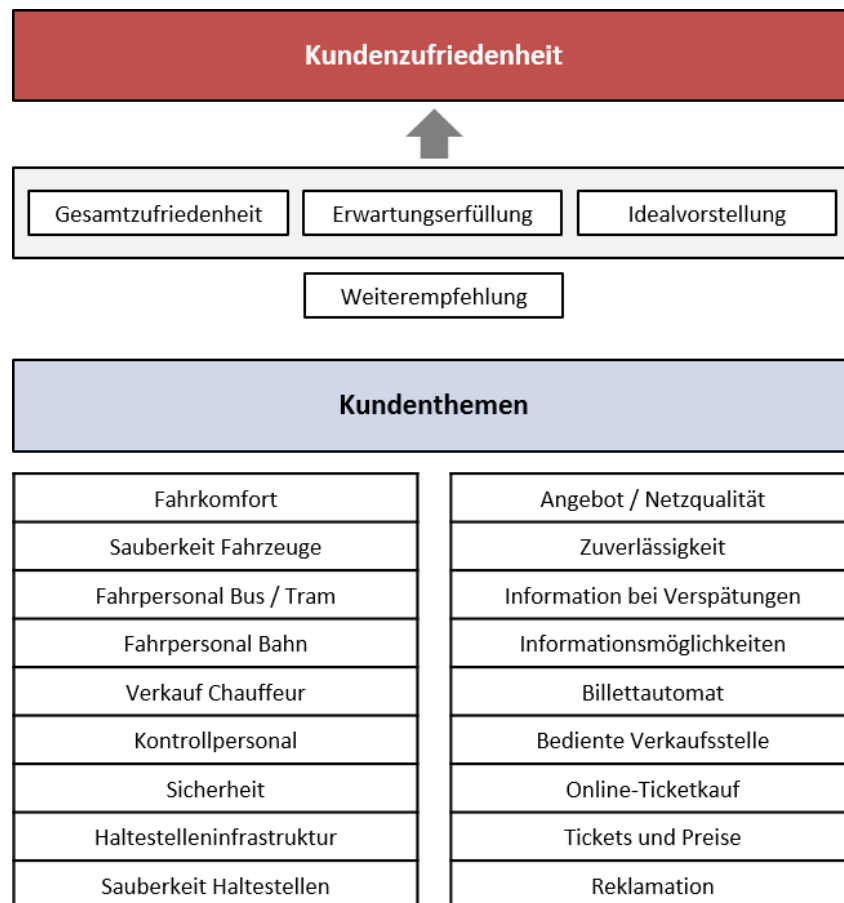 Kundenzufriedenheit
Gesamtzufriedenheit
Erwartungserfüllung
Idealvorstellung
Weiterempfehlung
Kundenthemen
Fahrkomfort
Sauberkeit Fahrzeuge
Fahrpersonal Bus / Tram
Fahrpersonal Bahn
Verkauf Chauffeur
Kontrollpersonal
Sicherheit
Haltestelleninfrastruktur
Sauberkeit Haltestellen
Angebot / Netzqualität
Zuverlässigkeit
Information bei Verspätungen
Informationsmöglichkeiten
Billettautomat
Bediente Verkaufsstelle
Online-Ticketkauf
Tickets und Preise
Reklamation